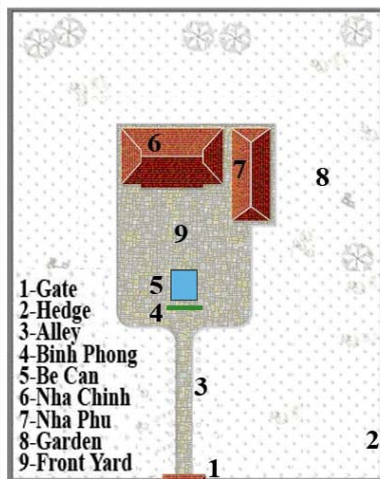 6
7
8
9
5
4
3
2
1
1-Gate
2-Hedge
3-Alley
4-Binh Phong
5-Be Can
6-Nha Chinh
7-Nha Phu
8-Garden
9-Front Yard